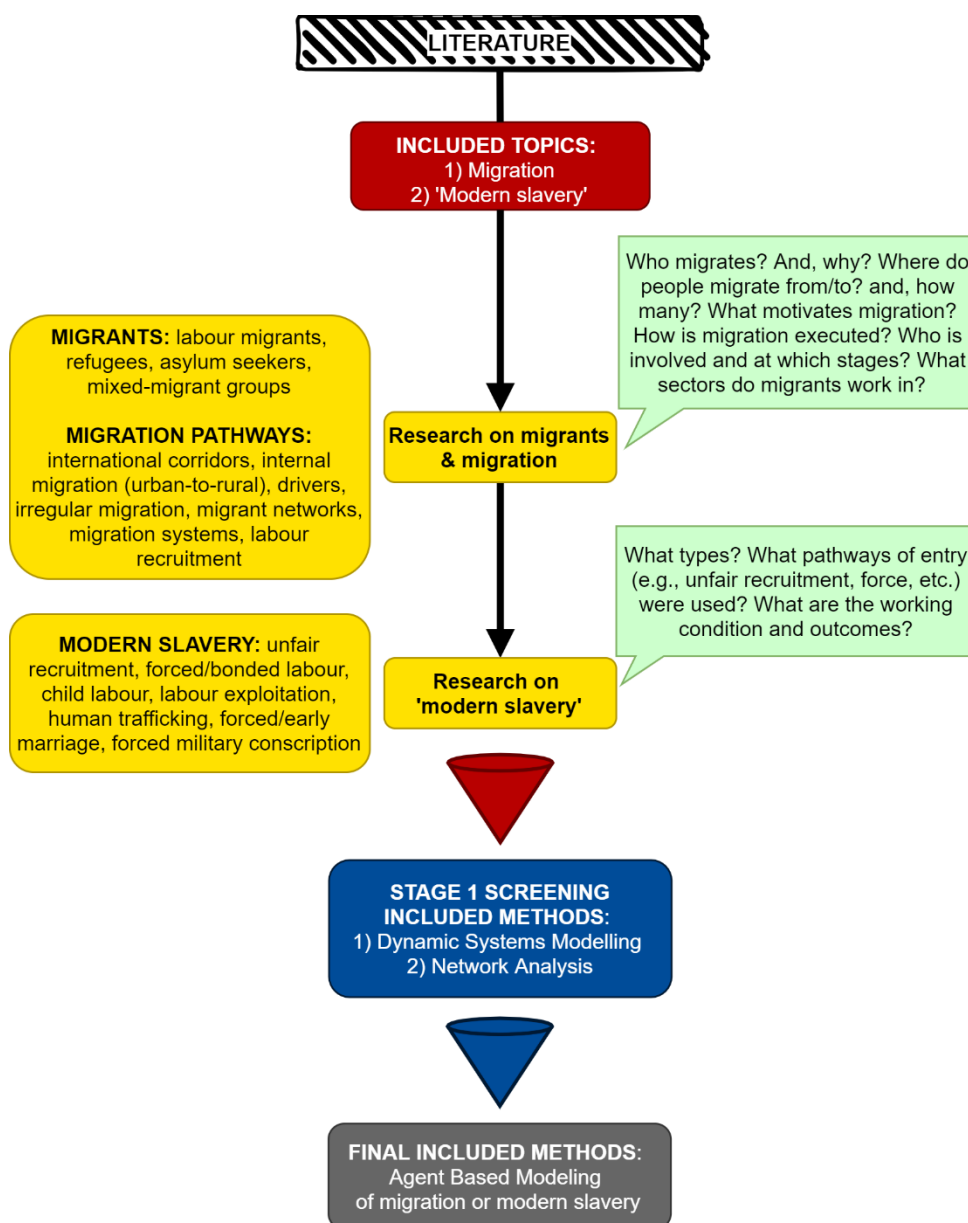 LITERATURE
INCLUDED TOPICS:
1) Migration
2) 'Modern slavery'
Who migrates? And, why? Where do
people migrate from/to? and, how
many? What motivates migration?
How is migration executed? Who is
involved and at which stages? What
sectors do migrants work in?
MIGRANTS: labour migrants,
refugees, asylum seekers,
mixed-migrant groups
MIGRATION PATHWAYS:
international corridors, internal
migration (urban-to-rural), drivers,
irregular migration, migrant networks,
migration systems, labour
recruitment
Research on migrants
& migration
What types? What pathways of entry
(e.g., unfair recruitment, force, etc.)
were used? What are the working
condition and outcomes?
MODERN SLAVERY: unfair
recruitment, forced/bonded labour,
child labour, labour exploitation,
human trafficking, forced/early
marriage, forced military conscription
Research on
'modern slavery'
STAGE 1 SCREENING
INCLUDED METHODS:
1) Dynamic Systems Modelling
2) Network Analysis
FINAL INCLUDED METHODS:
Agent Based Modeling
of migration or modern slavery